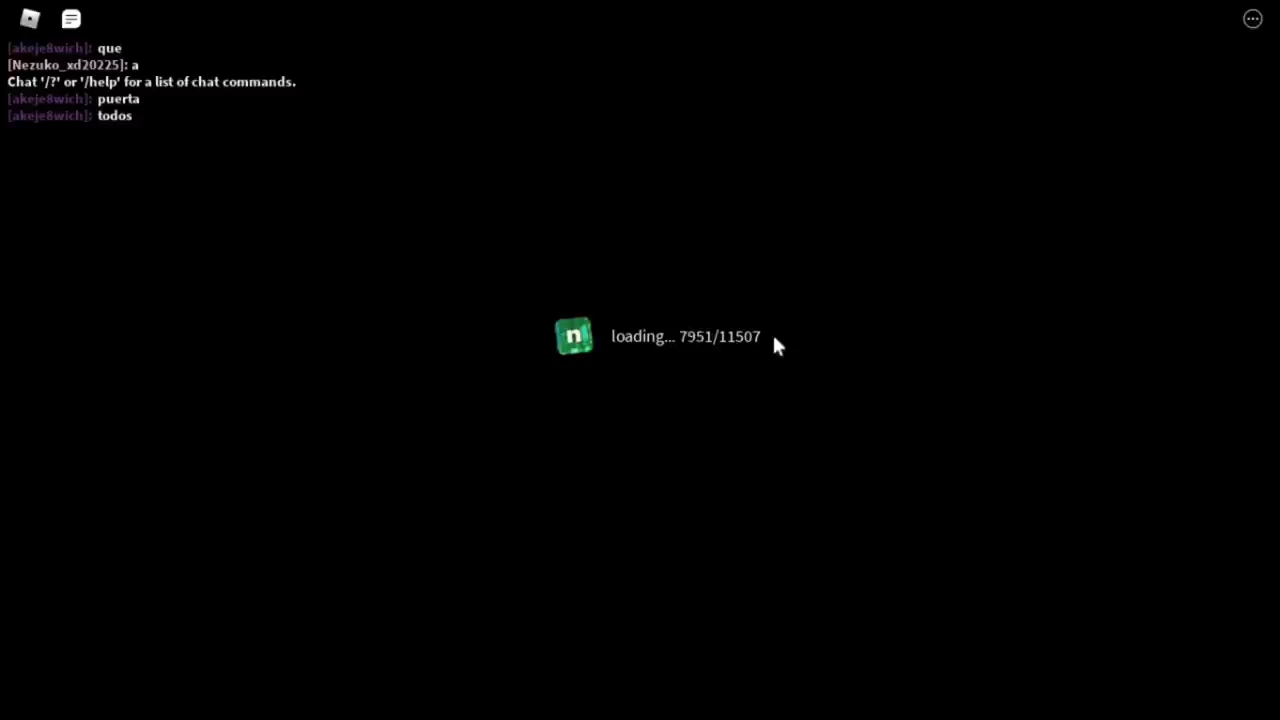 [akeje8wich]: que
[Nezuko_xd20225]: a
Chat '/?' or '/help' for a list of chat commands.
[akeje8wich]: puerta
[akeje8wich]: todos
n loading... 7951/11507